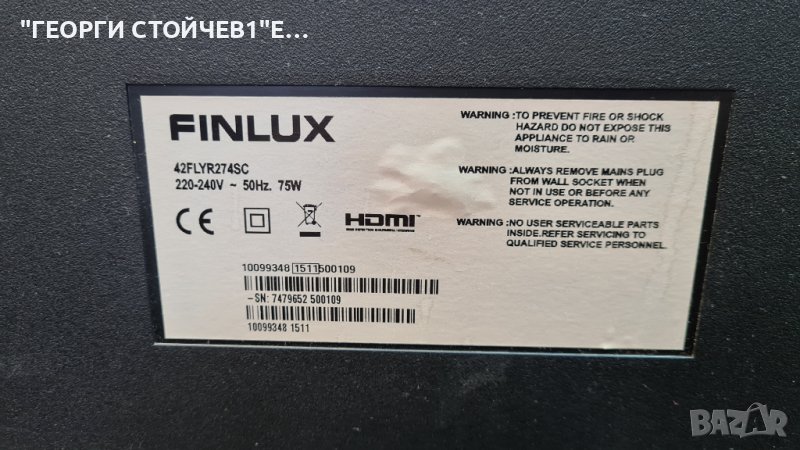 "ГЕОРГИ СТОЙЧЕВ1"Е...
FINLUX
42FLYR274SC
220-240V ~ 50Hz. 75W
CE
HDMI
10099348 1511500109
-SN: 7479652 500109
10099348 1511
WARNING :TO PREVENT FIRE OR SHOCK
HAZARD DO NOT EXPOSE THIS
APPLIANCE TO RAIN OR
MOISTURE.
WARNING :ALWAYS REMOVE MAINS PLUG
FROM WALL SOCKET WHEN
NOT IN USE OR BEFORE ANY
SERVICE OPERATION.
WARNING :NO USER SERVICEABLE PARTS
INSIDE.REFER SERVICING TO
QUALIFIED SERVICE PERSONNEL.
BAZAR